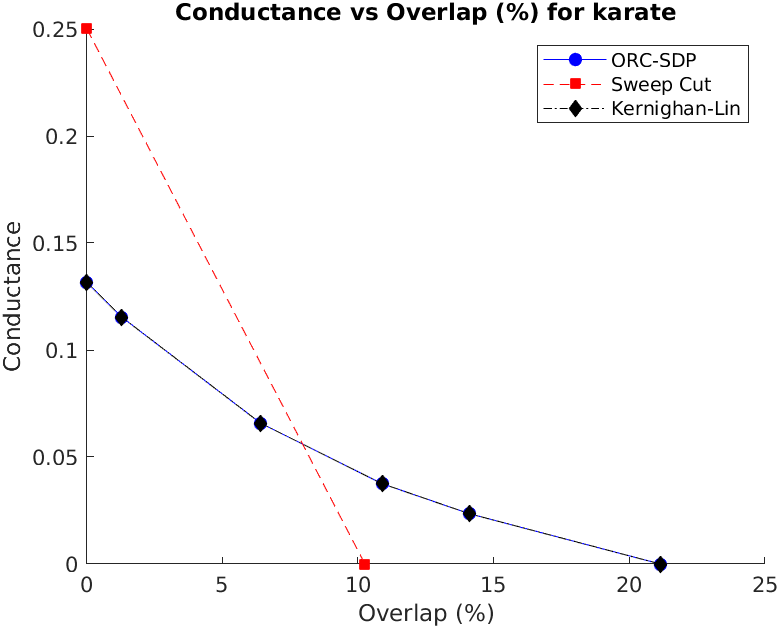 Conductance vs Overlap (%) for karate
ORC-SDP
Sweep Cut
Kernighan-Lin
Conductance
0.25
0.2
0.15
0.1
0.05
0
0 5 10 15 20 25
Overlap (%)